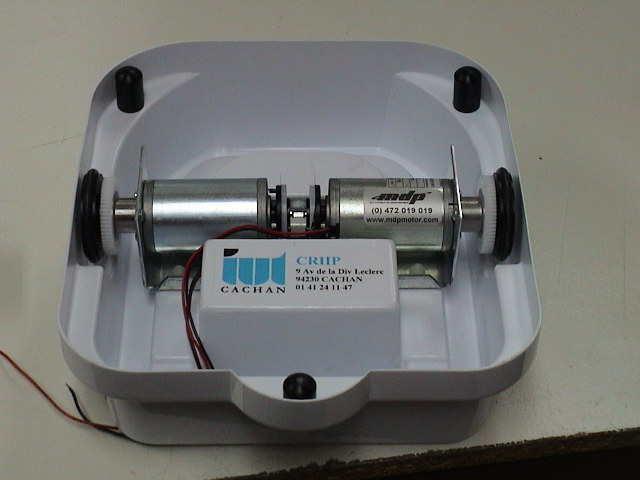 mdp
(0) 472 019 019
www.mdpmotor.com
iut
CACHAN
CRIIP
9 Av de la Div Leclerc
94230 CACHAN
01 41 24 11 47